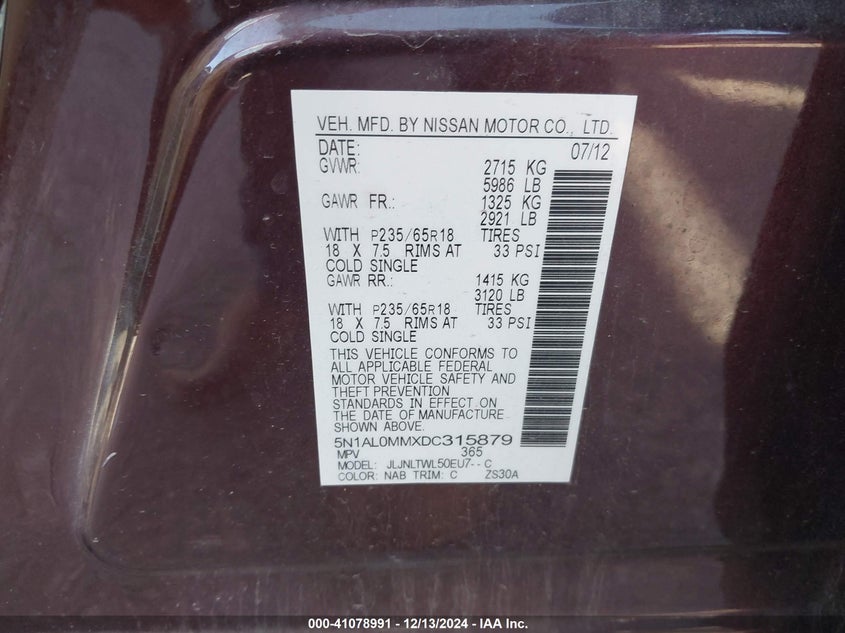 VEH. MFD. BY NISSAN MOTOR CO., LTD.
DATE: 07/12
GVWR: 2715 KG
5986 LB
GAWR FR.: 1325 KG
2921 LB
WITH P235/65R18 TIRES
18 X 7.5 RIMS AT 33 PSI
COLD SINGLE
GAWR RR.: 1415 KG
3120 LB
WITH P235/65R18 TIRES
18 X 7.5 RIMS AT 33 PSI
COLD SINGLE
THIS VEHICLE CONFORMS TO
ALL APPLICABLE FEDERAL
MOTOR VEHICLE SAFETY AND
THEFT PREVENTION
STANDARDS IN EFFECT ON
THE DATE OF MANUFACTURE
SHOWN ABOVE.
5N1AL0MMXDC315879
MPV 365
MODEL: JLJNLTWL50EU7--C
COLOR: NAB TRIM: C ZS30A
000-41078991 - 12/13/2024 - IAA Inc.